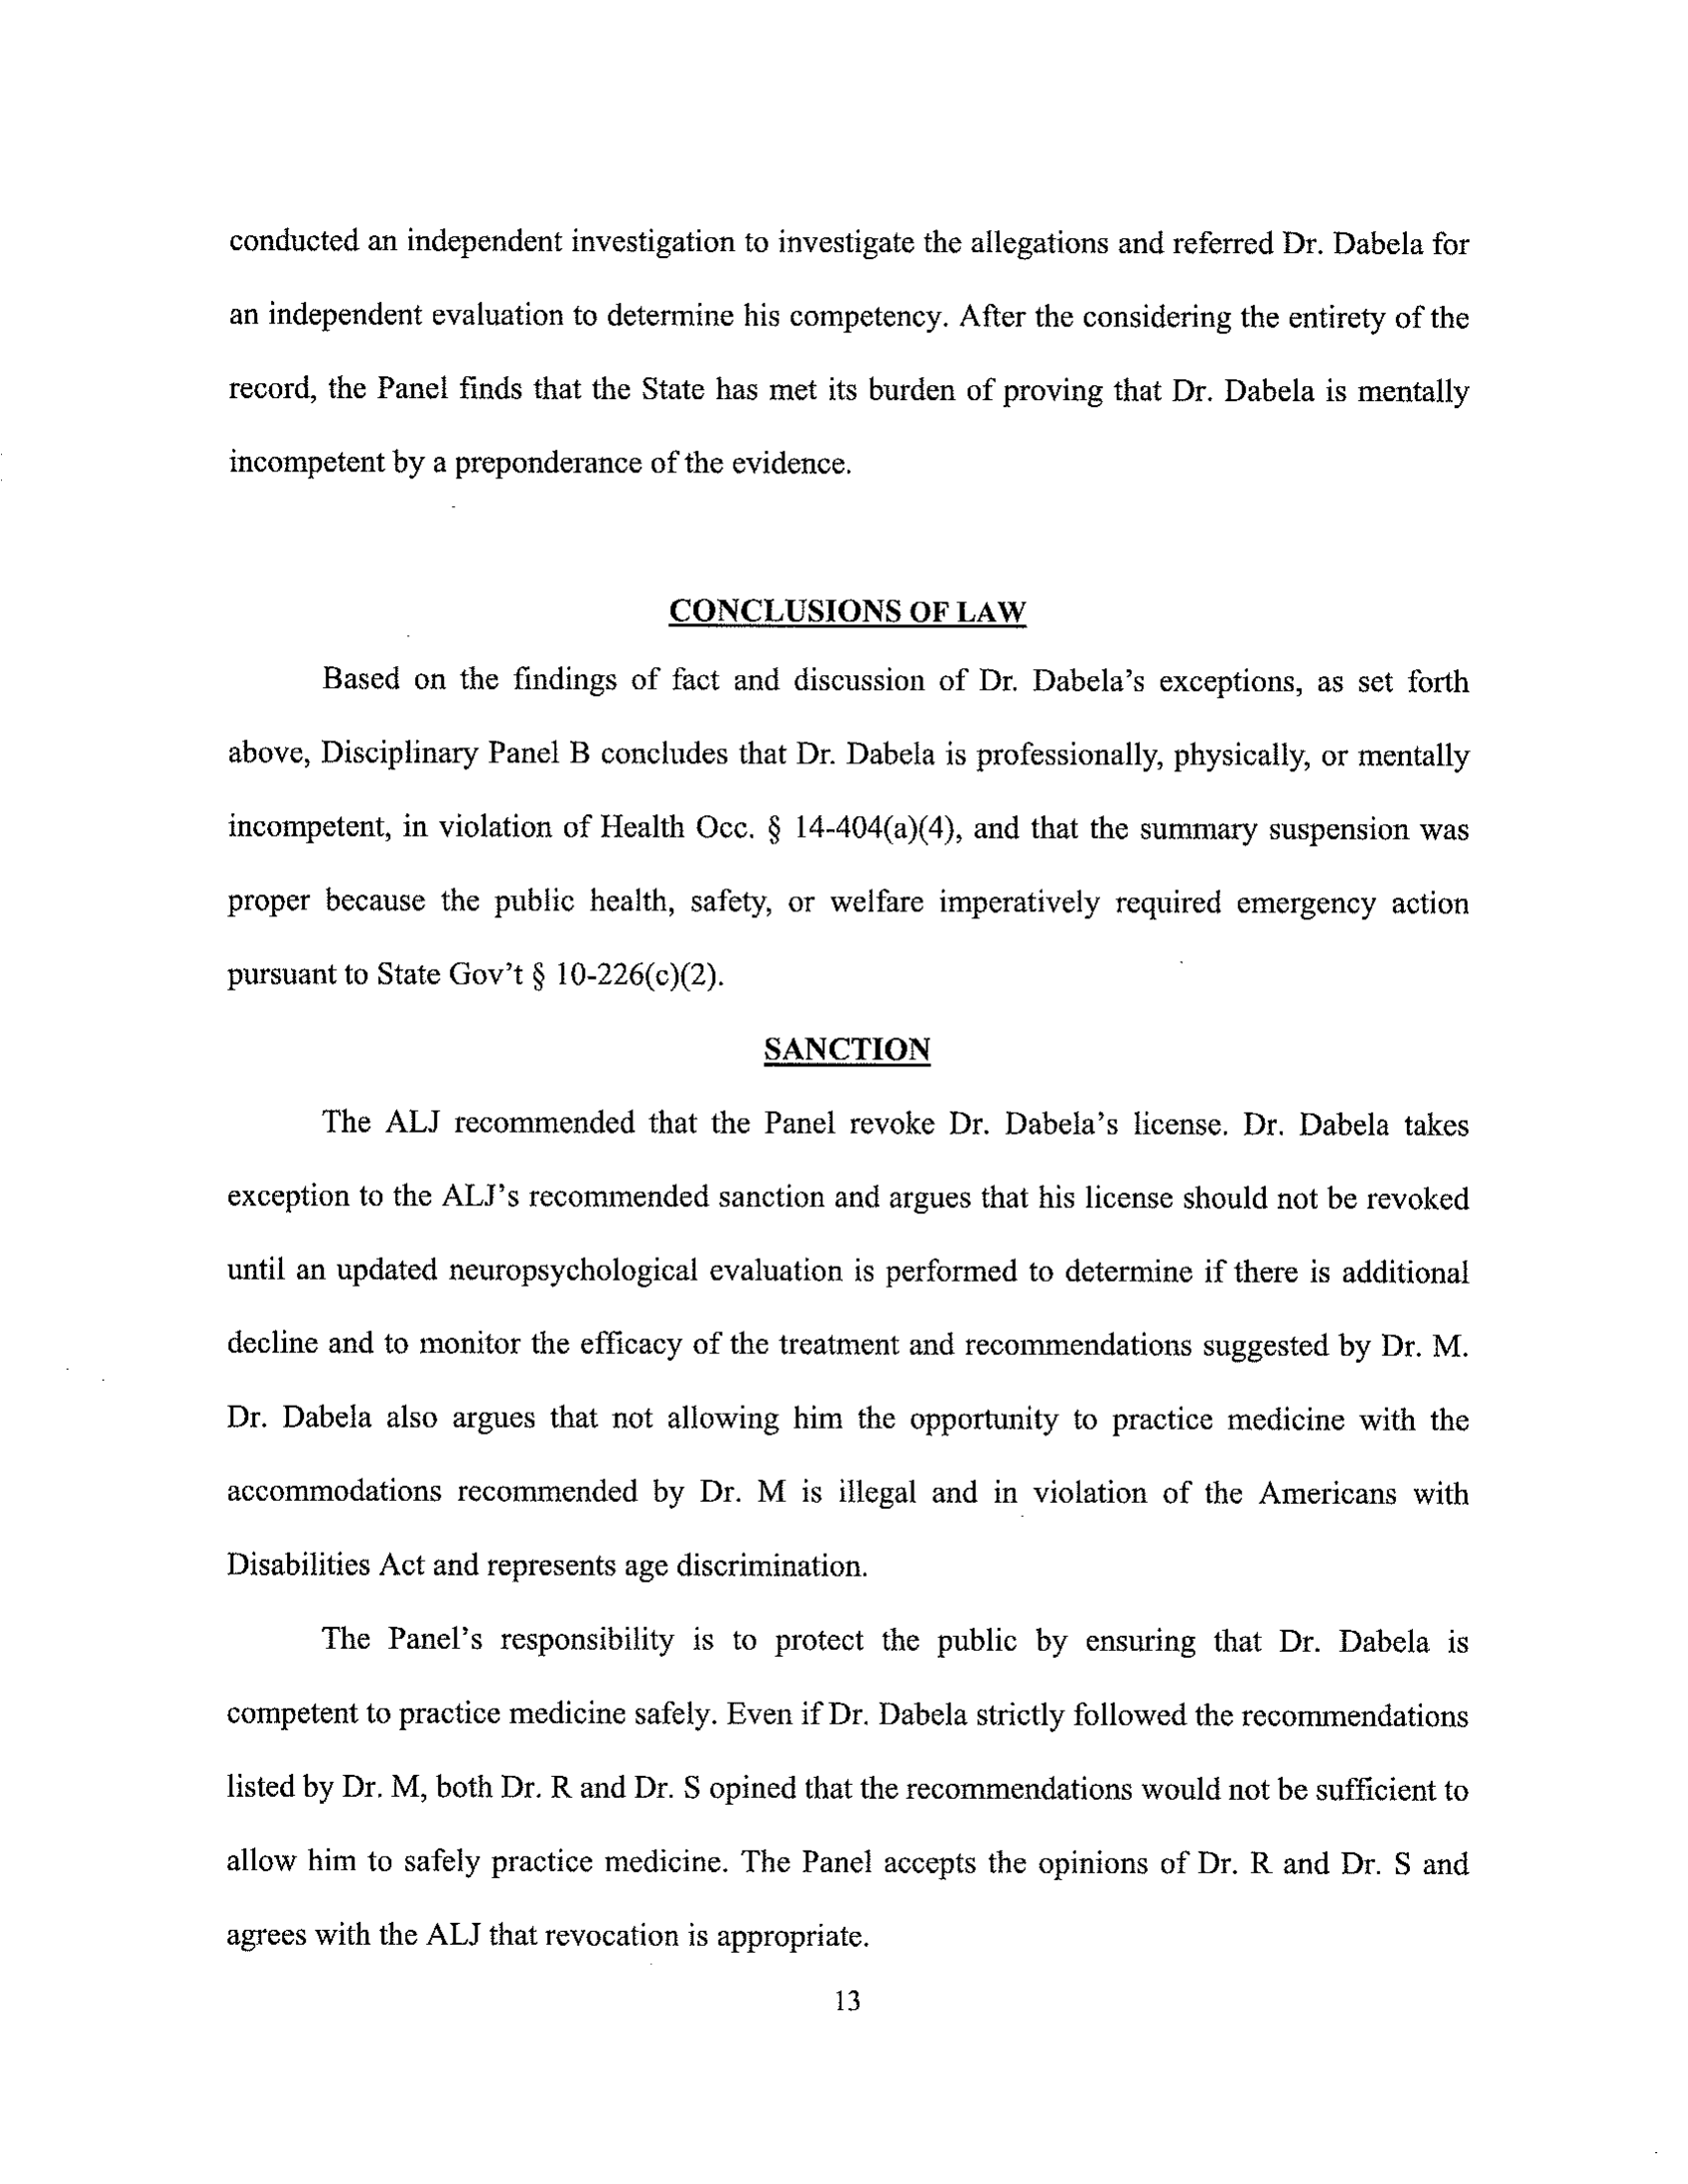 conducted an independent investigation to investigate the allegations and referred Dr. Dabela for
an independent evaluation to determine his competency. After the considering the entirety of the
record, the Panel finds that the State has met its burden of proving that Dr. Dabela is mentally
incompetent by a preponderance of the evidence.
CONCLUSIONS OF LAW
Based on the findings of fact and discussion of Dr. Dabela's exceptions, as set forth
above, Disciplinary Panel B concludes that Dr. Dabela is professionally, physically, or mentally
incompetent, in violation of Health Occ. § 14-404(a)(4), and that the summary suspension was
proper because the public health, safety, or welfare imperatively required emergency action
pursuant to State Gov't § 10-226(c)(2).
SANCTION
The ALJ recommended that the Panel revoke Dr. Dabela's license. Dr. Dabela takes
exception to the ALJ's recommended sanction and argues that his license should not be revoked
until an updated neuropsychological evaluation is performed to determine if there is additional
decline and to monitor the efficacy of the treatment and recommendations suggested by Dr. M.
Dr. Dabela also argues that not allowing him the opportunity to practice medicine with the
accommodations recommended by Dr. M is illegal and in violation of the Americans with
Disabilities Act and represents age discrimination.
The Panel's responsibility is to protect the public by ensuring that Dr. Dabela is
competent to practice medicine safely. Even if Dr. Dabela strictly followed the recommendations
listed by Dr. M, both Dr. R and Dr. S opined that the recommendations would not be sufficient to
allow him to safely practice medicine. The Panel accepts the opinions of Dr. R and Dr. S and
agrees with the ALJ that revocation is appropriate.
13